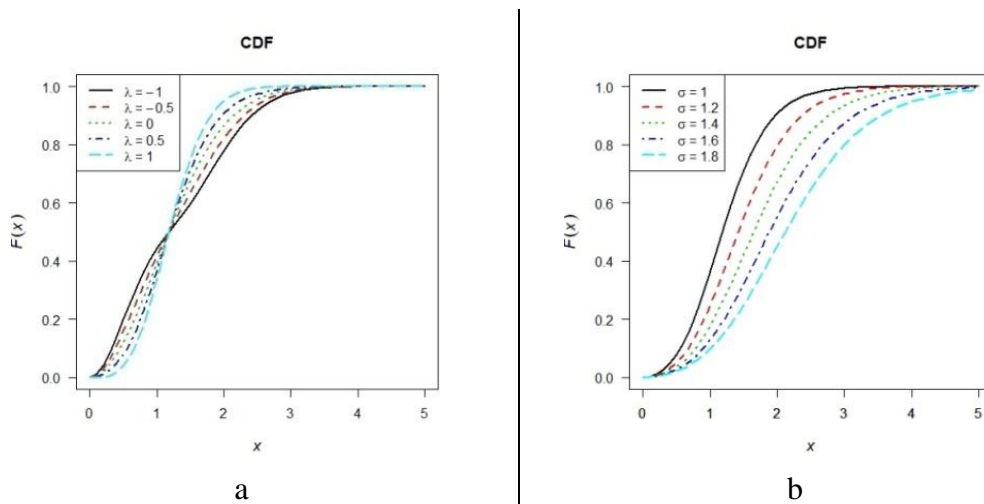 CDF
λ = −1
λ = −0.5
λ = 0
λ = 0.5
λ = 1
1.0
0.8
0.6
0.4
0.2
0.0
F(x)
0 1 2 3 4 5
x
a
CDF
σ = 1
σ = 1.2
σ = 1.4
σ = 1.6
σ = 1.8
1.0
0.8
0.6
0.4
0.2
0.0
F(x)
0 1 2 3 4 5
x
b